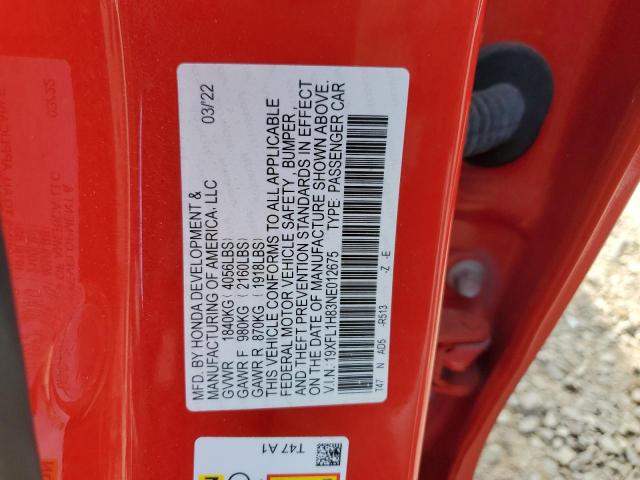 MFD. BY HONDA DEVELOPMENT &
MANUFACTURING OF AMERICA, LLC 03/'22
GVWR 1840KG (4056LBS)
GAWR F 980KG (2160LBS)
GAWR R 870KG (1918LBS)
THIS VEHICLE CONFORMS TO ALL APPLICABLE
FEDERAL MOTOR VEHICLE SAFETY, BUMPER,
AND THEFT PREVENTION STANDARDS IN EFFECT
ON THE DATE OF MANUFACTURE SHOWN ABOVE.
V.I.N.: 19XFL1H83NE012675 TYPE: PASSENGER CAR
T47 N AD5 -R513 -Z -E
T47 A1